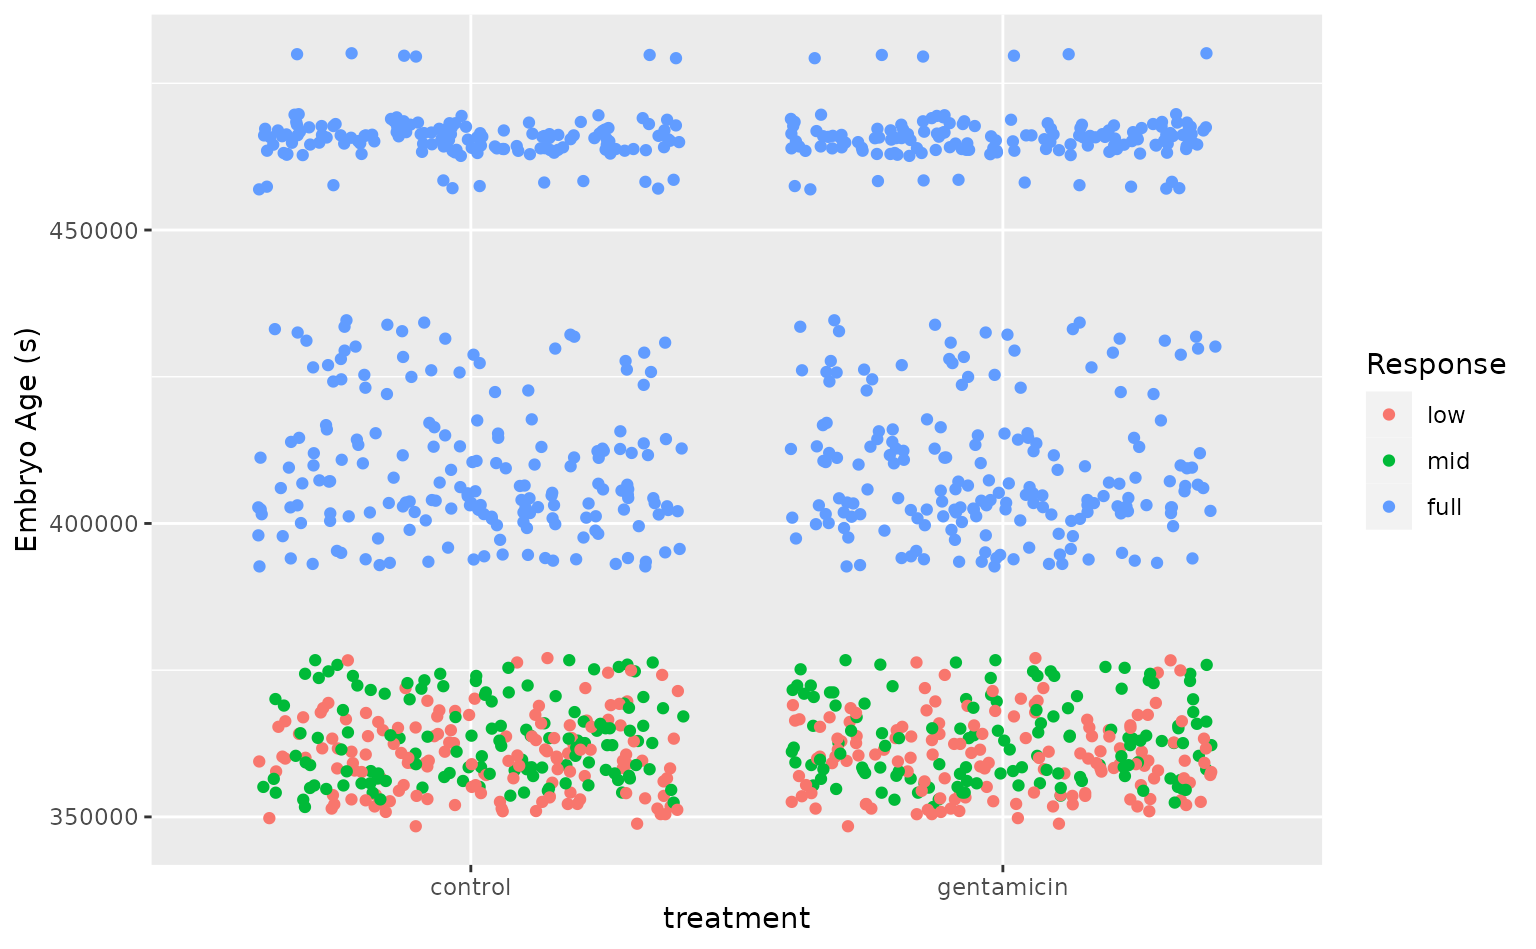 Embryo Age (s)
450000
400000
350000
control
gentamicin
treatment
Response
low
mid
full